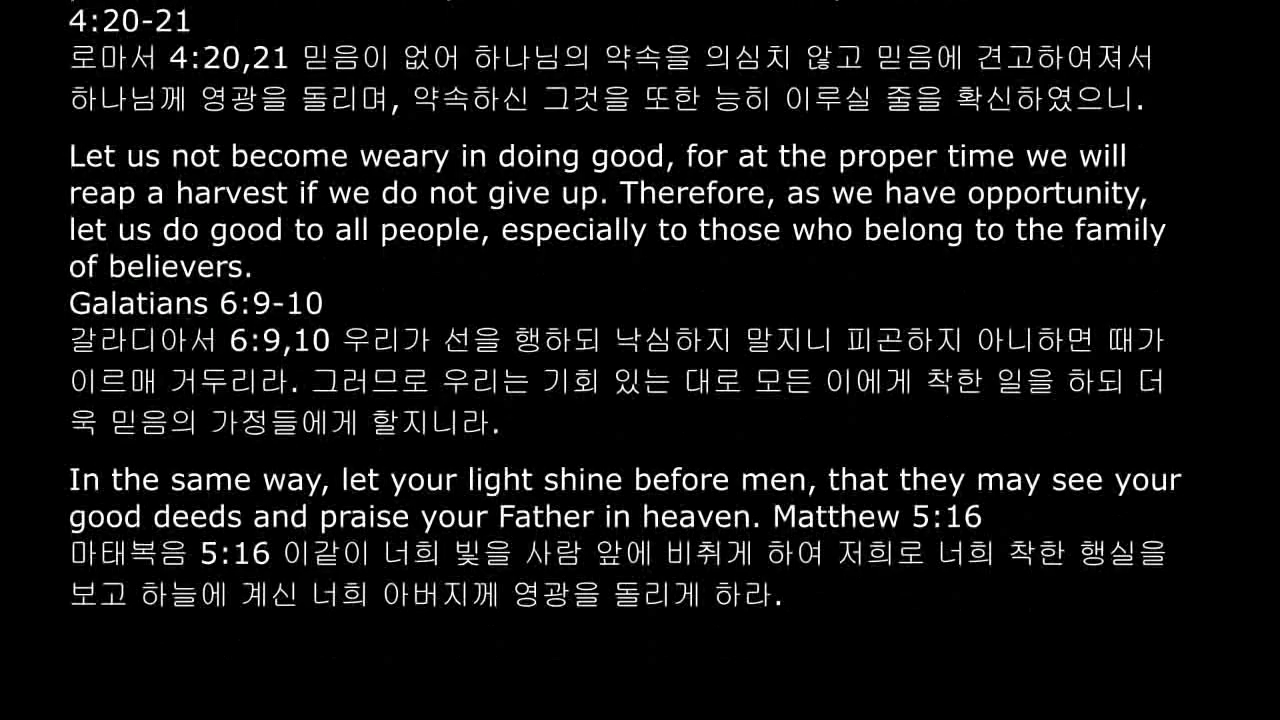 4:20-21
로마서 4:20,21 믿음이 없어 하나님의 약속을 의심치 않고 믿음에 견고하여져서
하나님께 영광을 돌리며, 약속하신 그것을 또한 능히 이루실 줄을 확신하였으니.
Let us not become weary in doing good, for at the proper time we will
reap a harvest if we do not give up. Therefore, as we have opportunity,
let us do good to all people, especially to those who belong to the family
of believers.
Galatians 6:9-10
갈라디아서 6:9,10 우리가 선을 행하되 낙심하지 말지니 피곤하지 아니하면 때가
이르매 거두리라. 그러므로 우리는 기회 있는 대로 모든 이에게 착한 일을 하되 더
욱 믿음의 가정들에게 할지니라.
In the same way, let your light shine before men, that they may see your
good deeds and praise your Father in heaven. Matthew 5:16
마태복음 5:16 이같이 너희 빛을 사람 앞에 비취게 하여 저희로 너희 착한 행실을
보고 하늘에 계신 너희 아버지께 영광을 돌리게 하라.